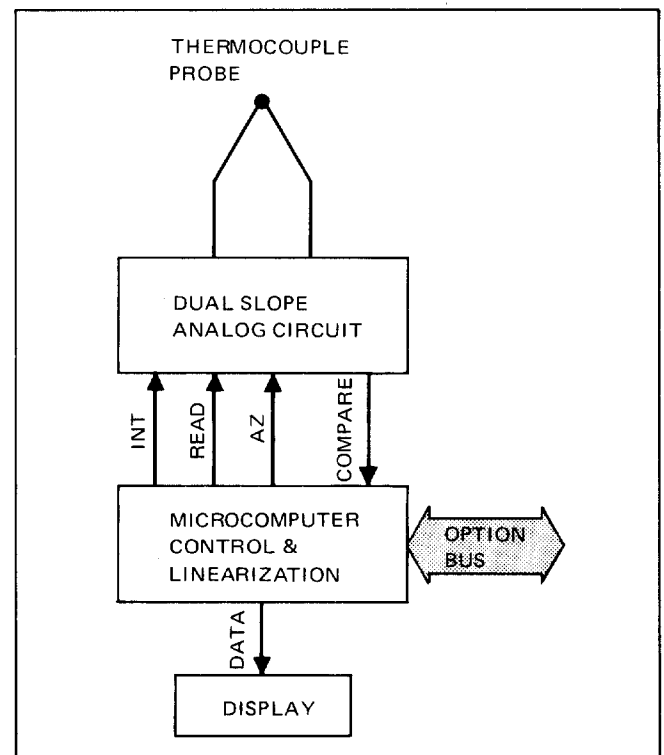 THERMOCOUPLE
PROBE
DUAL SLOPE
ANALOG CIRCUIT
INT
READ
AZ
COMPARE
MICROCOMPUTER
CONTROL &
LINEARIZATION
OPTION
BUS
DATA
DISPLAY